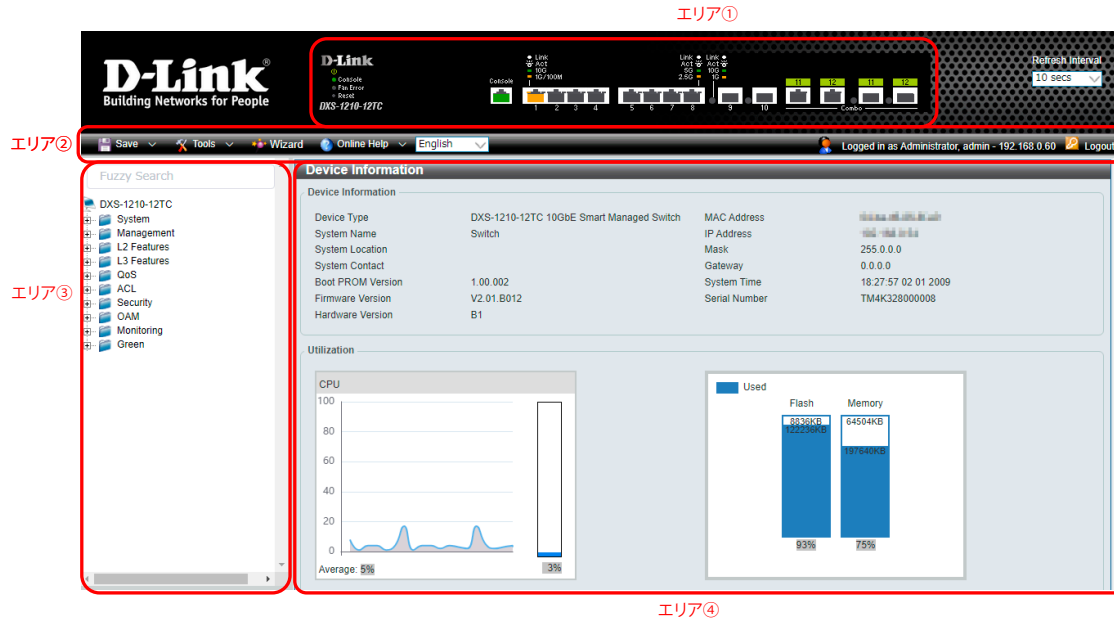 エリア①
D-Link®
Building Networks for People
D-Link
Console
Fan Error
Reset
DXS-1210-12TC
Console
Link
Act
10G
1G/100M
Link
Act
5G
2.5G
Link
Act
10G
1G
11 12 11 12
1 2 3 4 5 6 7 8 9 10 Combo
Refresh Interval
10 secs
エリア②
Save Tools Wizard Online Help English Logged in as Administrator, admin - 192.168.0.60 Logout
エリア③
Fuzzy Search
DXS-1210-12TC
System
Management
L2 Features
L3 Features
QoS
ACL
Security
OAM
Monitoring
Green
Device Information
Device Information
Device Type DXS-1210-12TC 10GbE Smart Managed Switch MAC Address
System Name Switch IP Address
System Location Mask 255.0.0.0
System Contact Gateway 0.0.0.0
Boot PROM Version 1.00.002 System Time 18:27:57 02 01 2009
Firmware Version V2.01.B012 Serial Number TM4K328000008
Hardware Version B1
Utilization
CPU
100
80
60
40
20
0
Average: 5% 3%
Used
Flash Memory
8836KB 64504KB
122236KB
197640KB
93% 75%
エリア④